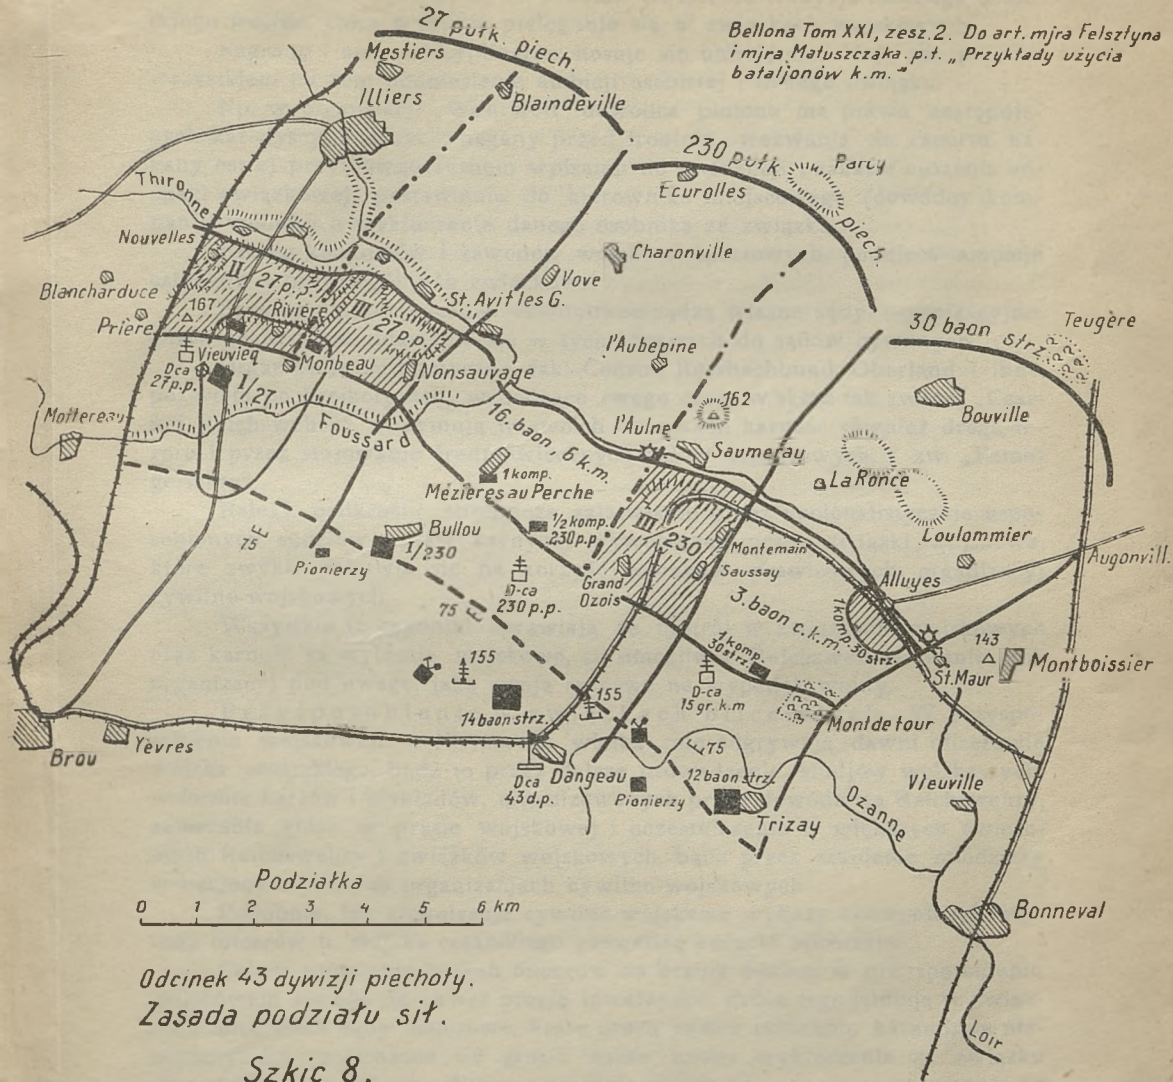 Bellona Tom XXI, zesz. 2. Do art. mjra Felsztyna
i mjra Matuszczaka. p.t. „Przykłady użycia
bataljonów k.m."
27 pułk. piech.
Mestiers
Illiers
Blaindeville
230 pułk. piech.
Parcy
Ecurolles
Thironne
Nouvelles
Charonville
Vove
Blancharduce
II/27 p.p.
III/27 p.p.
St. Avit les G.
167
Prière
Rivière
30 baon strz.
Teugère
l'Aubepine
Vieuvieq
Monbeau
Nonsauvage
Dca
27 p.p.
I/27
Bouville
162
l'Aulne
Mottereau
Foussard
16. baon, 6 k.m.
Saumeray
La Ronce
1 komp.
Mézières au Perche
1/2 komp.
230 p.p.
III/230
Loulommier
75
Bullou
I/230
Montemain
Augonvill.
Pionierzy
Saussay
Alluyes
D-ca
230 p.p.
Grand
Ozois
75
3. baon c.k.m.
1 komp. 30 strz.
143
1 komp.
30 strz.
St. Maur
Montboissier
155
155
D-ca
15 gr. k.m
14 baon strz.
Montdetour
Brou
Yèvres
75
Dca
43 d.p.
Dangeau
Pionierzy
12 baon strz.
Vieuville
Trizay
Ozanne
Podziałka
0 1 2 3 4 5 6 km
Bonneval
Odcinek 43 dywizji piechoty.
Zasada podziału sił.
Loir
Szkic 8.